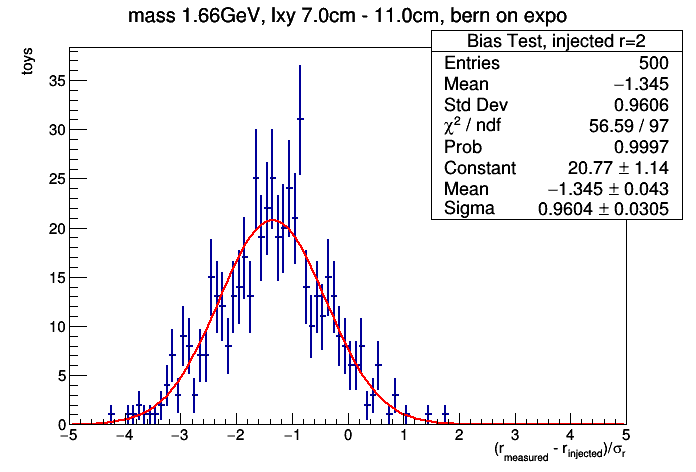 mass 1.66GeV, lxy 7.0cm - 11.0cm, bern on expo
toys
Bias Test, injected r=2
Entries 500
Mean −1.345
Std Dev 0.9606
χ² / ndf 56.59 / 97
Prob 0.9997
Constant 20.77 ± 1.14
Mean −1.345 ± 0.043
Sigma 0.9604 ± 0.0305
35
30
25
20
15
10
5
0
−5 −4 −3 −2 −1 0 1 2 3 4 5
(r_measured - r_injected)/σ_r